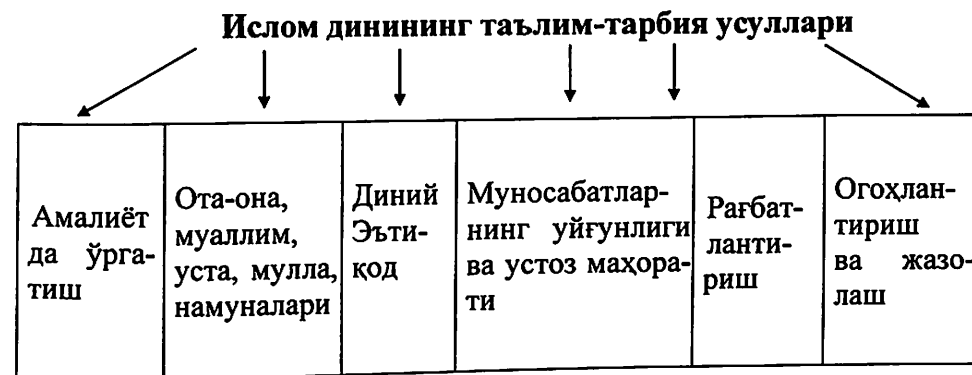 Ислом динининг таълим-тарбия усуллари
Амалиёт
да ўрга-
тиш
Ота-она,
муаллим,
уста, мулла,
намуналари
Диний
Эъти-
қод
Муносабатлар-
нинг уйғунлиги
ва устоз маҳора-
ти
Рағбат-
ланти-
риш
Огоҳлан-
тириш
ва жазо-
лаш